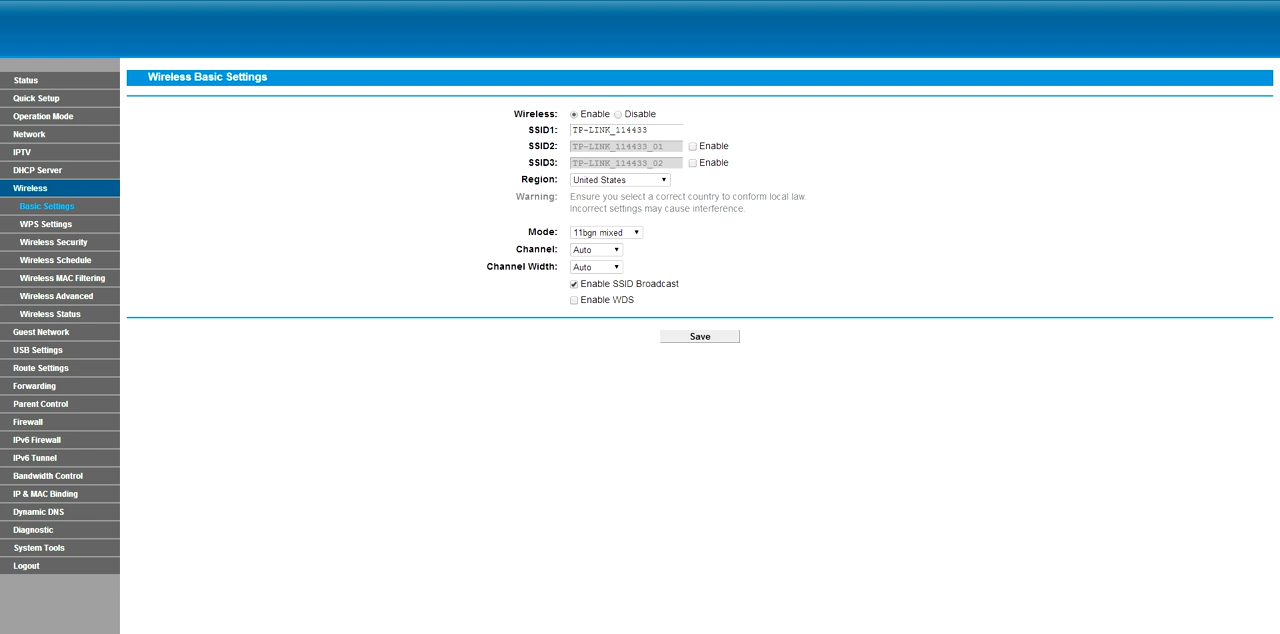 Status
Quick Setup
Operation Mode
Network
IPTV
DHCP Server
Wireless
Basic Settings
WPS Settings
Wireless Security
Wireless Schedule
Wireless MAC Filtering
Wireless Advanced
Wireless Status
Guest Network
USB Settings
Route Settings
Forwarding
Parent Control
Firewall
IPv6 Firewall
IPv6 Tunnel
Bandwidth Control
IP & MAC Binding
Dynamic DNS
Diagnostic
System Tools
Logout
Wireless Basic Settings
Wireless: Enable Disable
SSID1: TP-LINK_114433
SSID2: TP-LINK_114433_01 Enable
SSID3: TP-LINK_114433_02 Enable
Region: United States
Warning: Ensure you select a correct country to conform local law.
Incorrect settings may cause interference.
Mode: 11bgn mixed
Channel: Auto
Channel Width: Auto
Enable SSID Broadcast
Enable WDS
Save